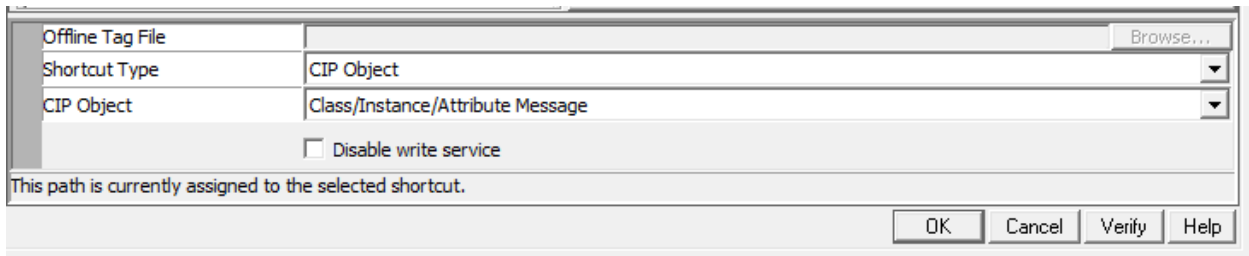 Offline Tag File Browse...
Shortcut Type CIP Object
CIP Object Class/Instance/Attribute Message
Disable write service
This path is currently assigned to the selected shortcut.
OK Cancel Verify Help